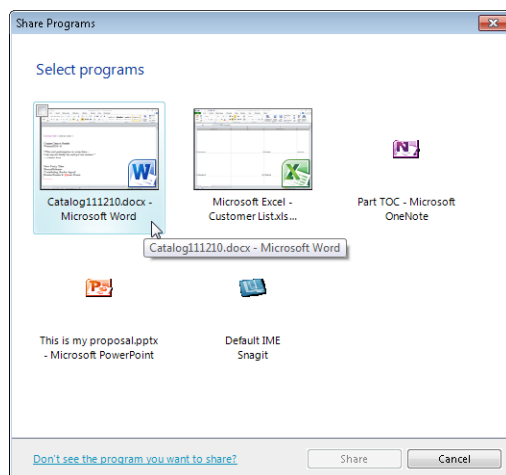 Share Programs
Select programs
Catalog111210.docx -
Microsoft Word
Microsoft Excel -
Customer List.xls...
Part TOC - Microsoft
OneNote
Catalog111210.docx - Microsoft Word
This is my proposal.pptx
- Microsoft PowerPoint
Default IME
Snagit
Don't see the program you want to share?
Share
Cancel